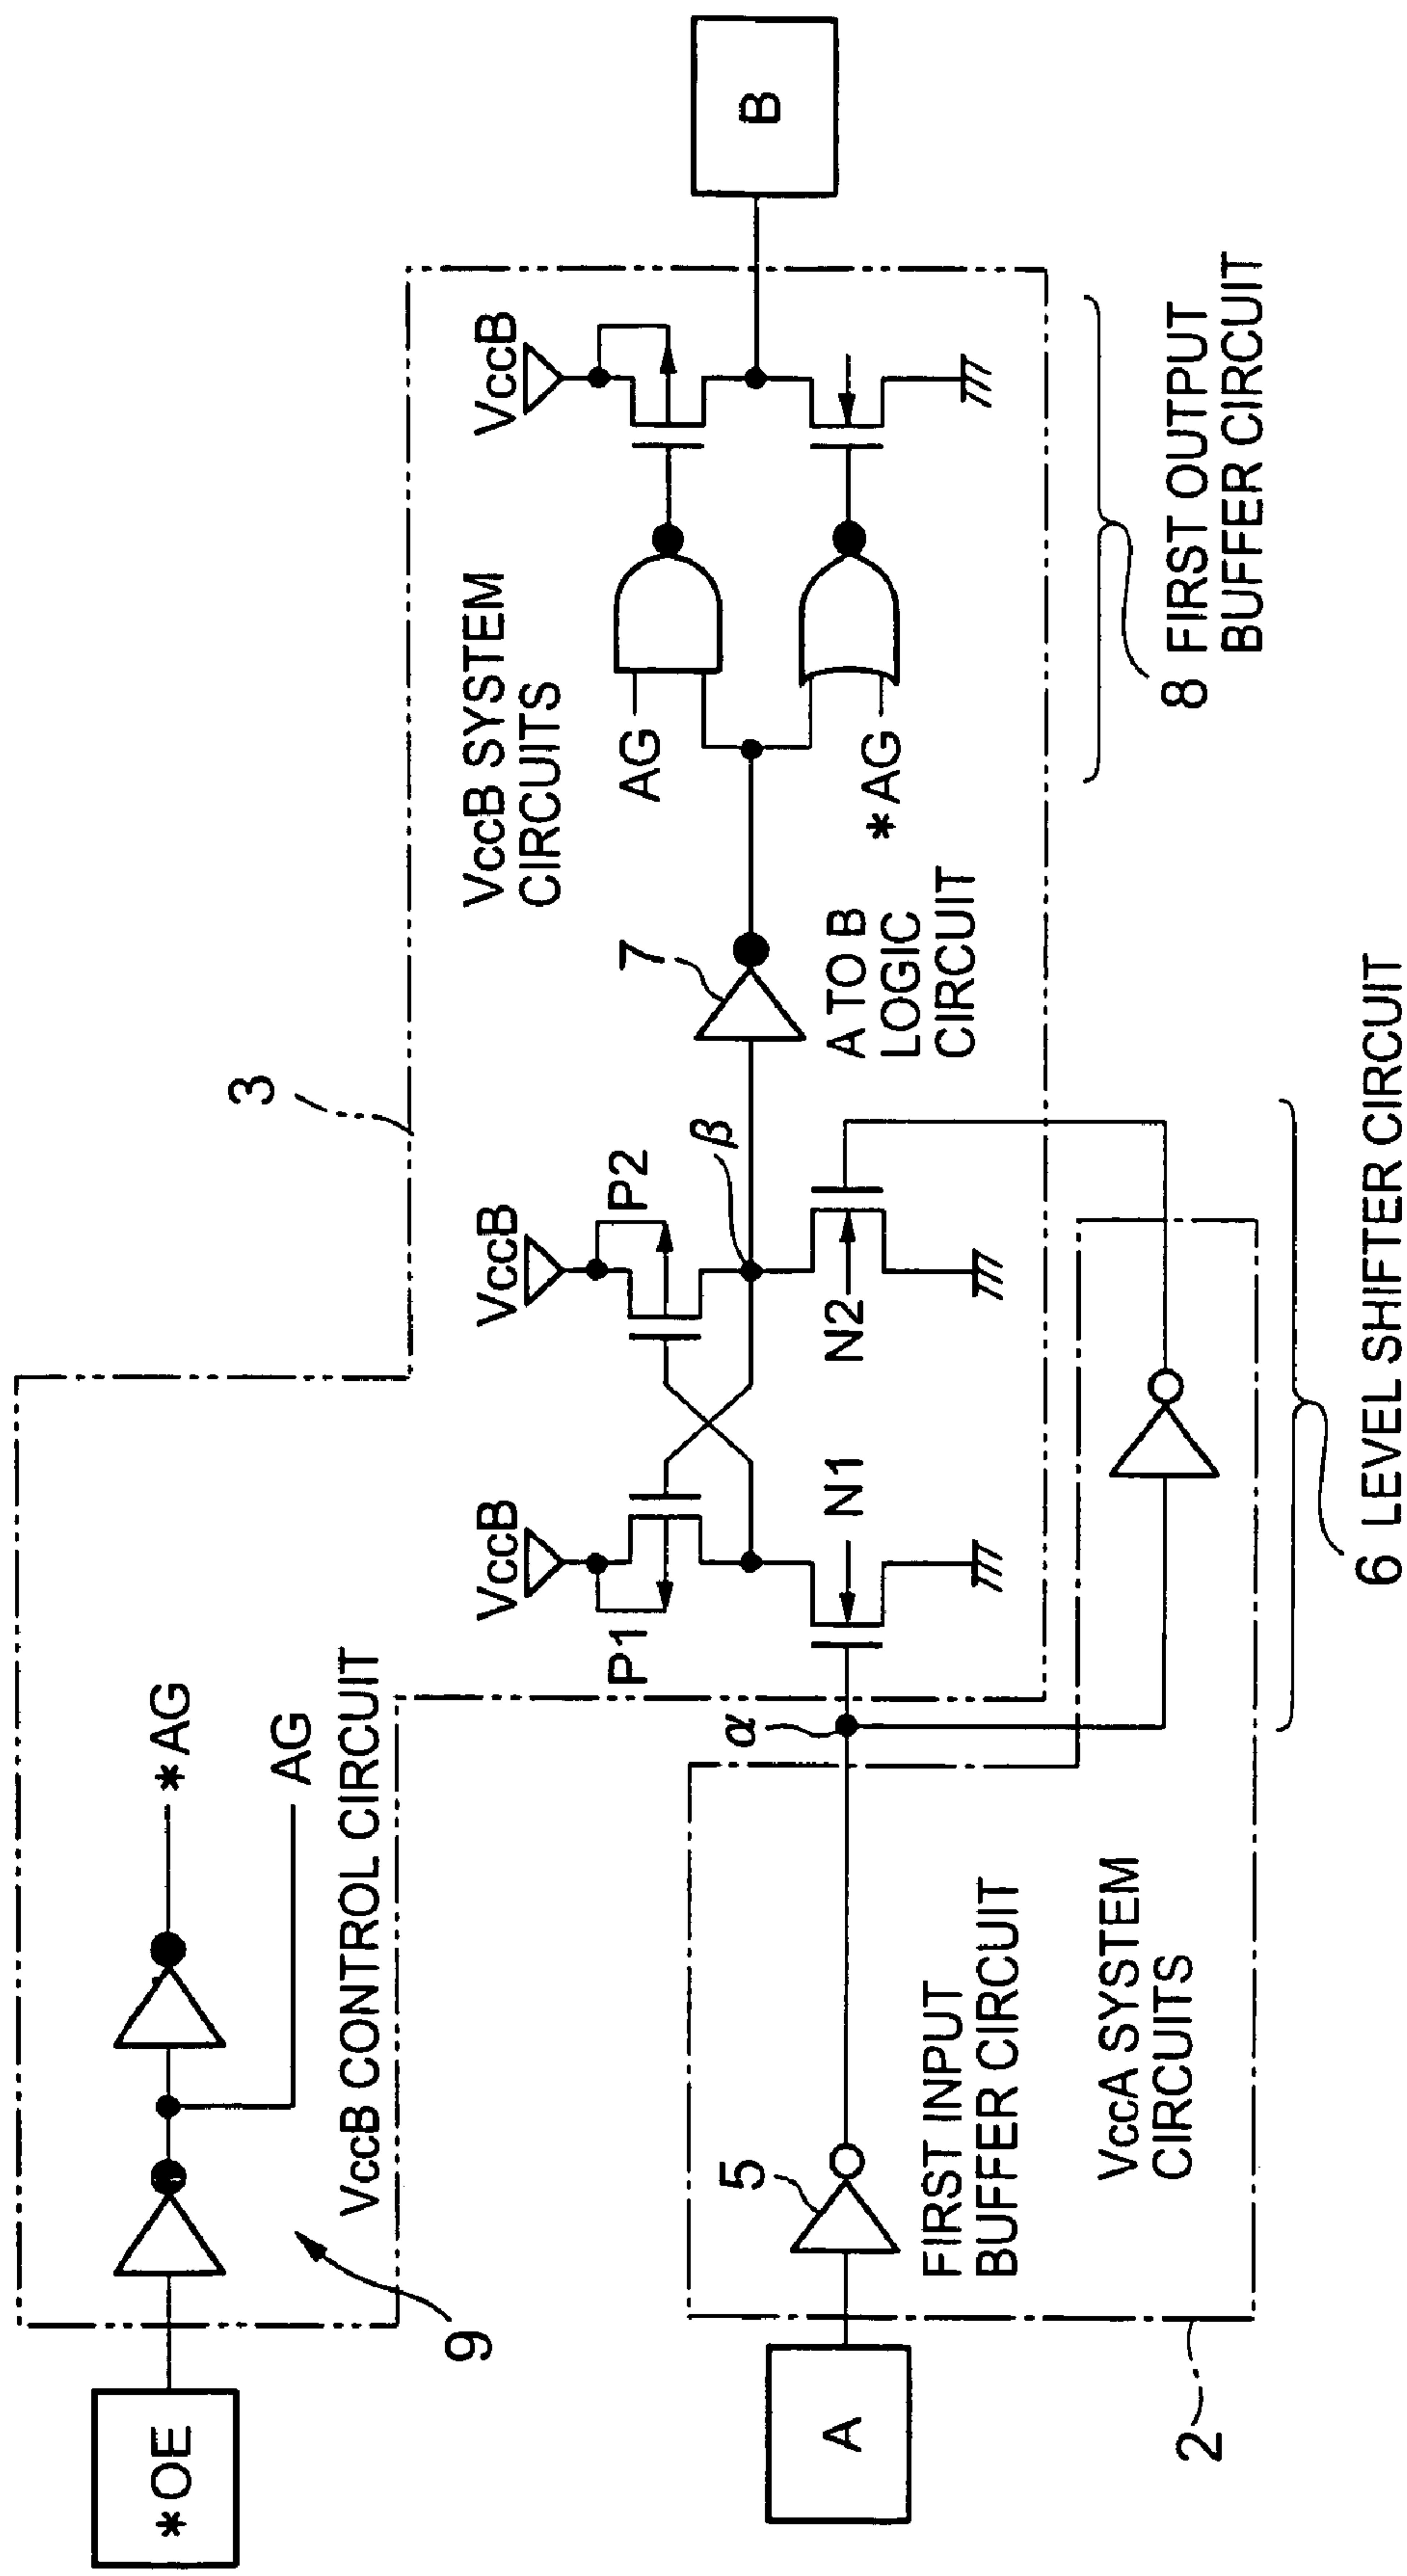 *OE
*AG
AG
9
VccB CONTROL CIRCUIT
3
VccB
VccB
VccB
P1
P2
VccB SYSTEM
CIRCUITS
β
7
AG
B
A
5
α
N1
N2
A TO B
LOGIC
CIRCUIT
*AG
FIRST INPUT
BUFFER CIRCUIT
VccA SYSTEM
CIRCUITS
2
6 LEVEL SHIFTER CIRCUIT
8 FIRST OUTPUT
BUFFER CIRCUIT